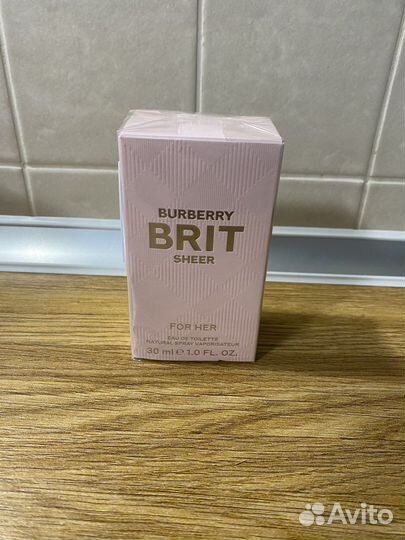 BURBERRY
BRIT
SHEER
FOR HER
EAU DE TOILETTE
NATURAL SPRAY VAPORISATEUR
30 ml ℮ 1.0 FL. OZ.
Avito